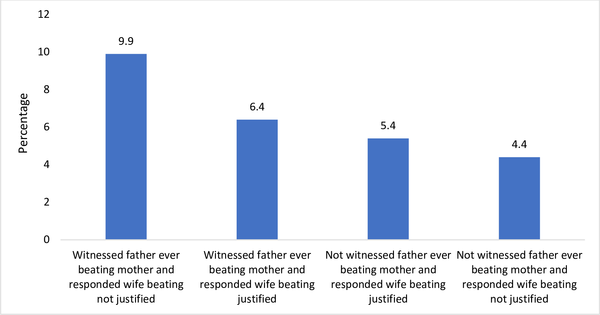 12
10
8
6
4
2
0
Percentage
9.9
6.4
5.4
4.4
Witnessed father ever
beating mother and
responded wife beating
not justified
Witnessed father ever
beating mother and
responded wife beating
justified
Not witnessed father ever
beating mother and
responded wife beating
justified
Not witnessed father ever
beating mother and
responded wife beating
not justified